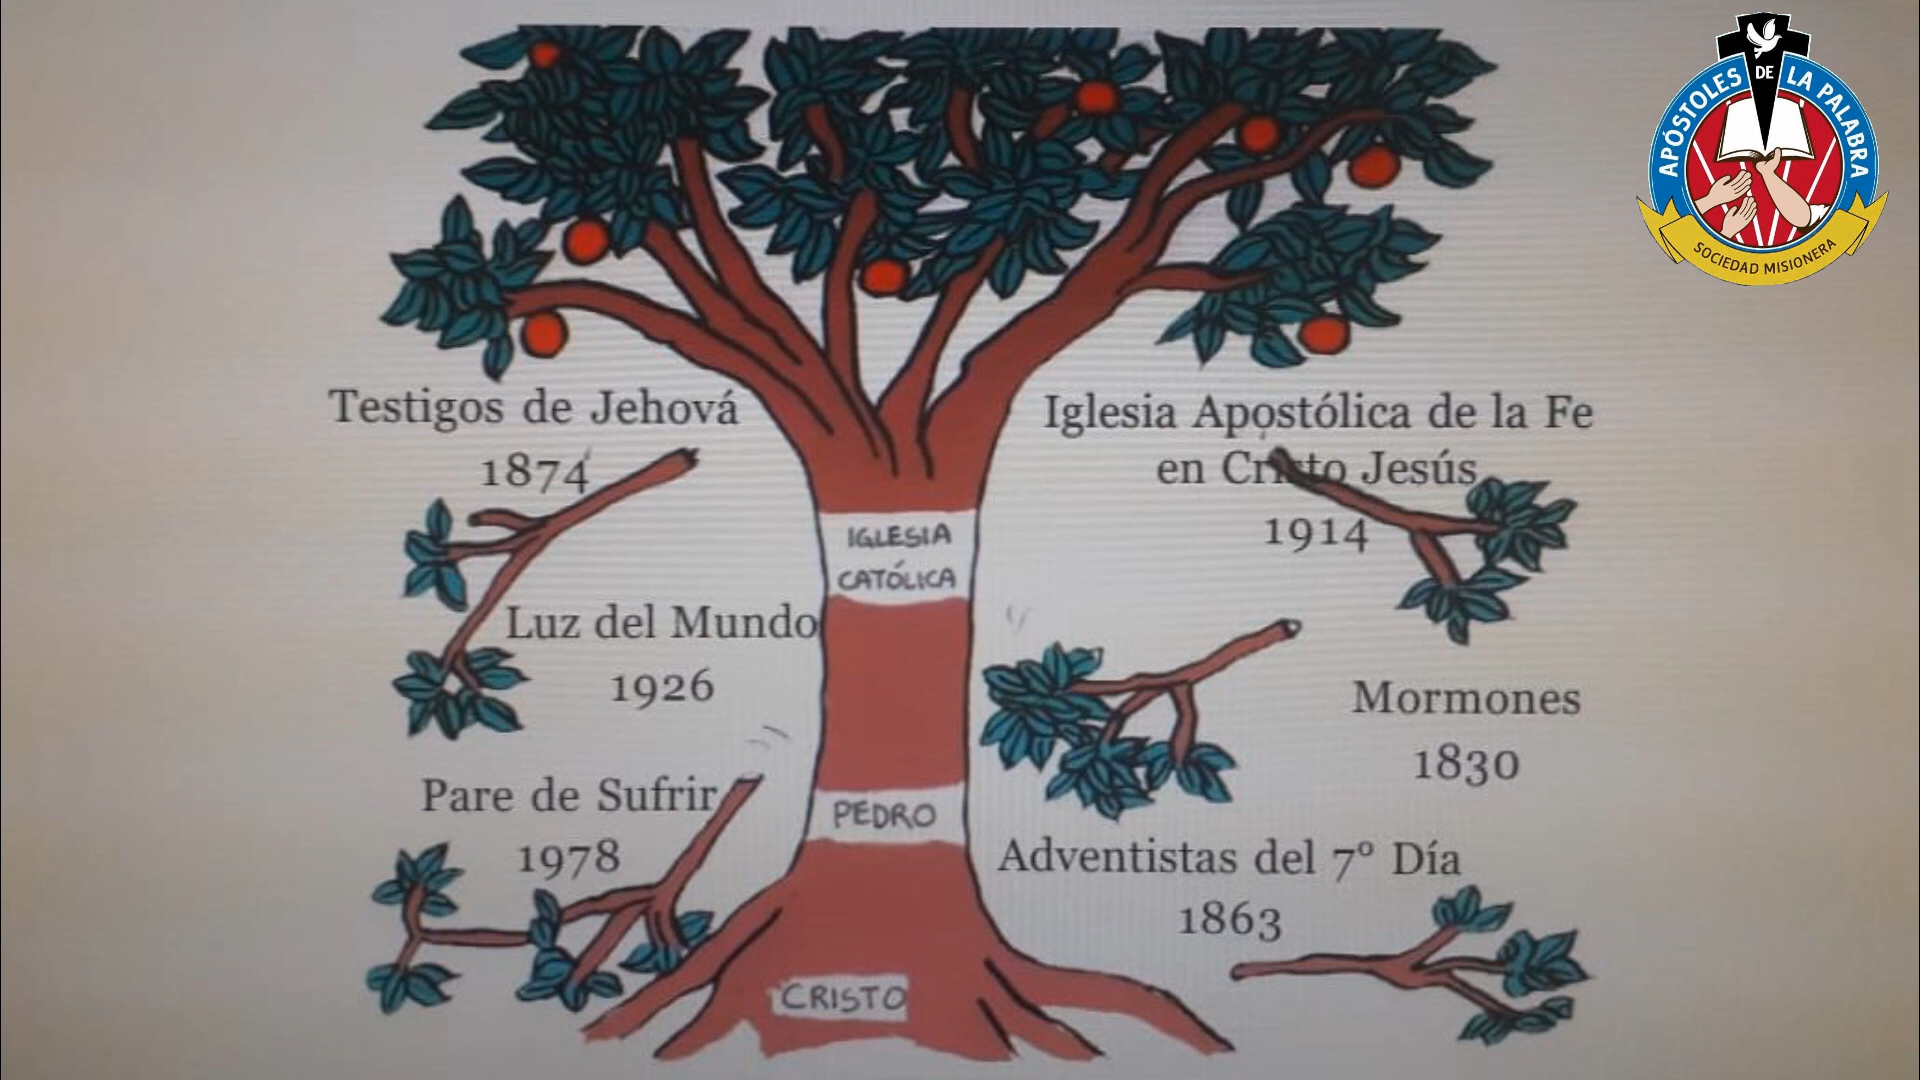 APÓSTOLES DE LA PALABRA
SOCIEDAD MISIONERA
Testigos de Jehová
1874
Iglesia Apostólica de la Fe
en Cristo Jesús
1914
IGLESIA
CATÓLICA
Luz del Mundo
1926
Mormones
1830
Pare de Sufrir
1978
PEDRO
Adventistas del 7º Día
1863
CRISTO